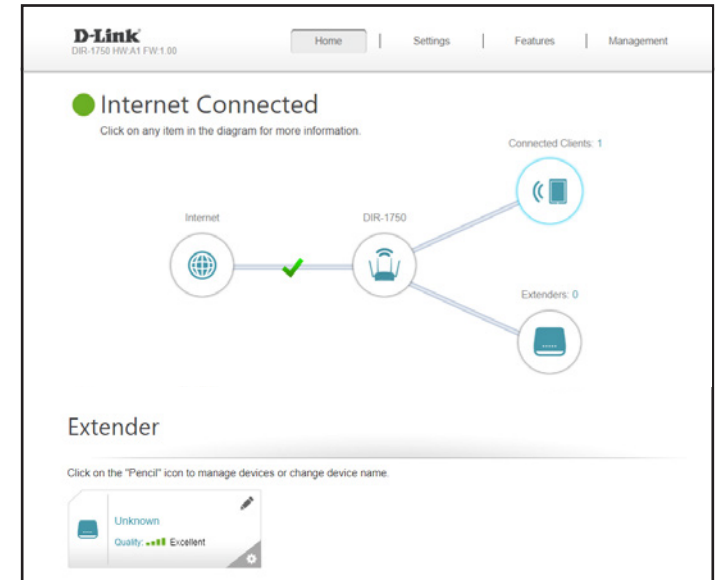 D-Link
DIR-1750 HW:A1 FW:1.00
Home | Settings | Features | Management
Internet Connected
Click on any item in the diagram for more information.
Connected Clients: 1
Internet
DIR-1750
Extenders: 0
Extender
Click on the "Pencil" icon to manage devices or change device name.
Unknown
Quality: Excellent